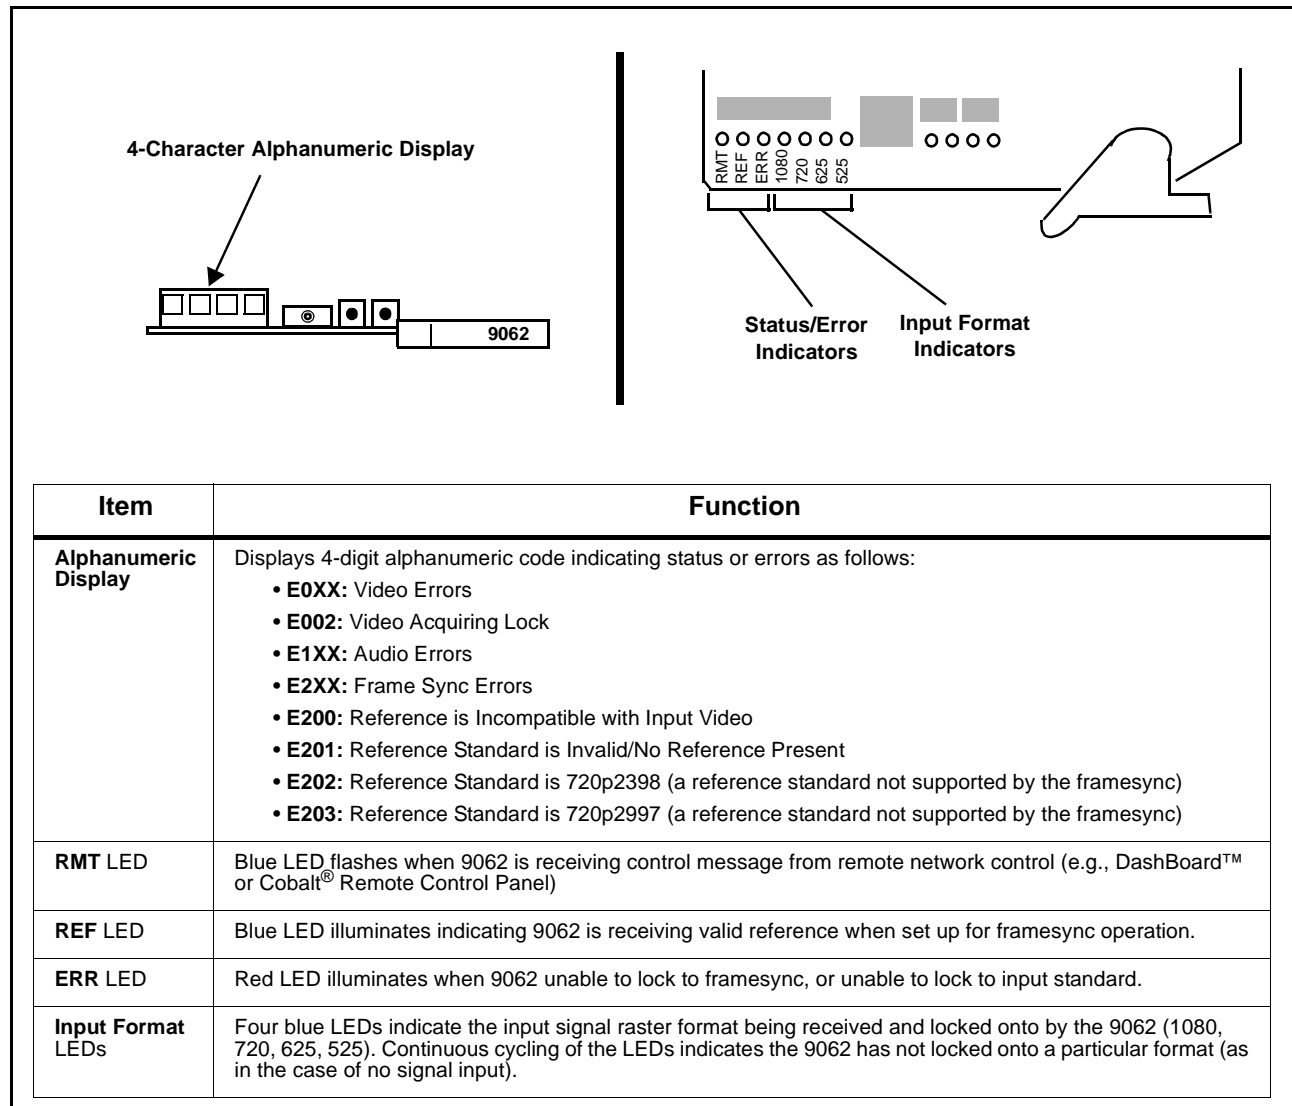 4-Character Alphanumeric Display
9062
RMT
REF
ERR
1080
720
625
525
Status/Error
Indicators
Input Format
Indicators
Item
Function
Alphanumeric
Display
Displays 4-digit alphanumeric code indicating status or errors as follows:
• E0XX: Video Errors
• E002: Video Acquiring Lock
• E1XX: Audio Errors
• E2XX: Frame Sync Errors
• E200: Reference is Incompatible with Input Video
• E201: Reference Standard is Invalid/No Reference Present
• E202: Reference Standard is 720p2398 (a reference standard not supported by the framesync)
• E203: Reference Standard is 720p2997 (a reference standard not supported by the framesync)
RMT LED
Blue LED flashes when 9062 is receiving control message from remote network control (e.g., DashBoard™
or Cobalt® Remote Control Panel)
REF LED
Blue LED illuminates indicating 9062 is receiving valid reference when set up for framesync operation.
ERR LED
Red LED illuminates when 9062 unable to lock to framesync, or unable to lock to input standard.
Input Format
LEDs
Four blue LEDs indicate the input signal raster format being received and locked onto by the 9062 (1080,
720, 625, 525). Continuous cycling of the LEDs indicates the 9062 has not locked onto a particular format (as
in the case of no signal input).